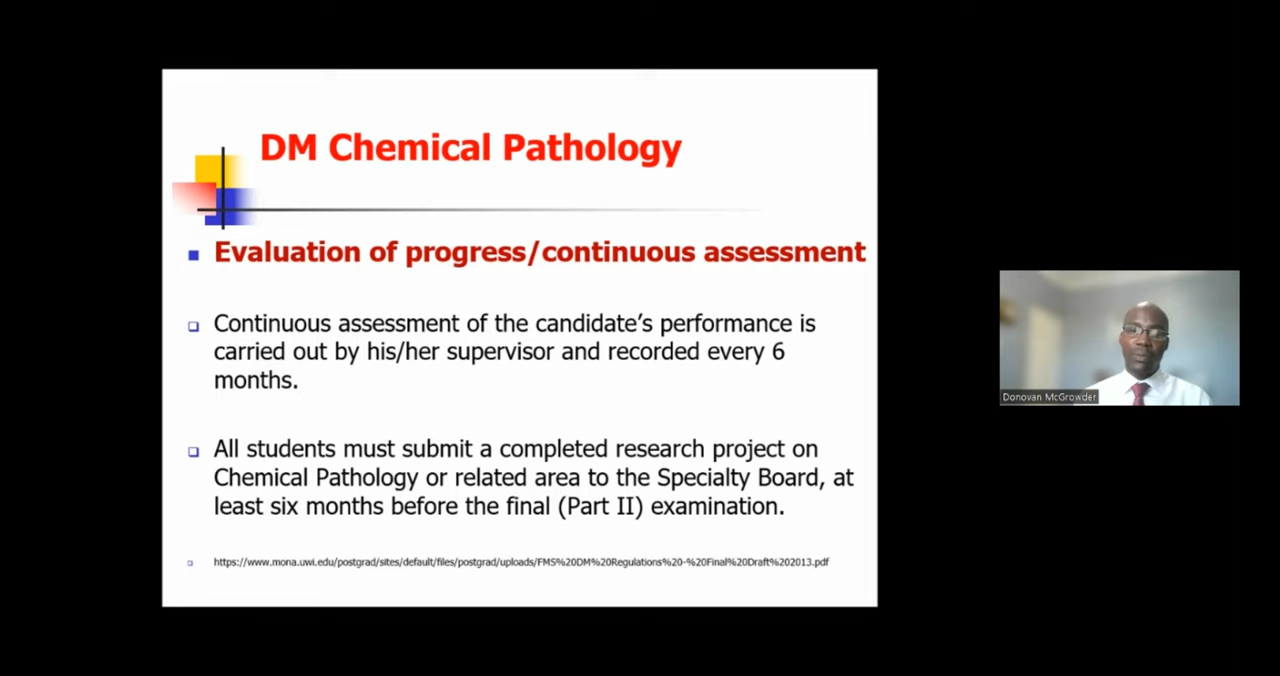 DM Chemical Pathology
Evaluation of progress/continuous assessment
Continuous assessment of the candidate’s performance is
carried out by his/her supervisor and recorded every 6
months.
All students must submit a completed research project on
Chemical Pathology or related area to the Specialty Board, at
least six months before the final (Part II) examination.
https://www.mona.uwi.edu/postgrad/sites/default/files/postgrad/uploads/FMS%20DM%20Regulations%20-%20Final%20Draft%202013.pdf
Donovan McGrowder